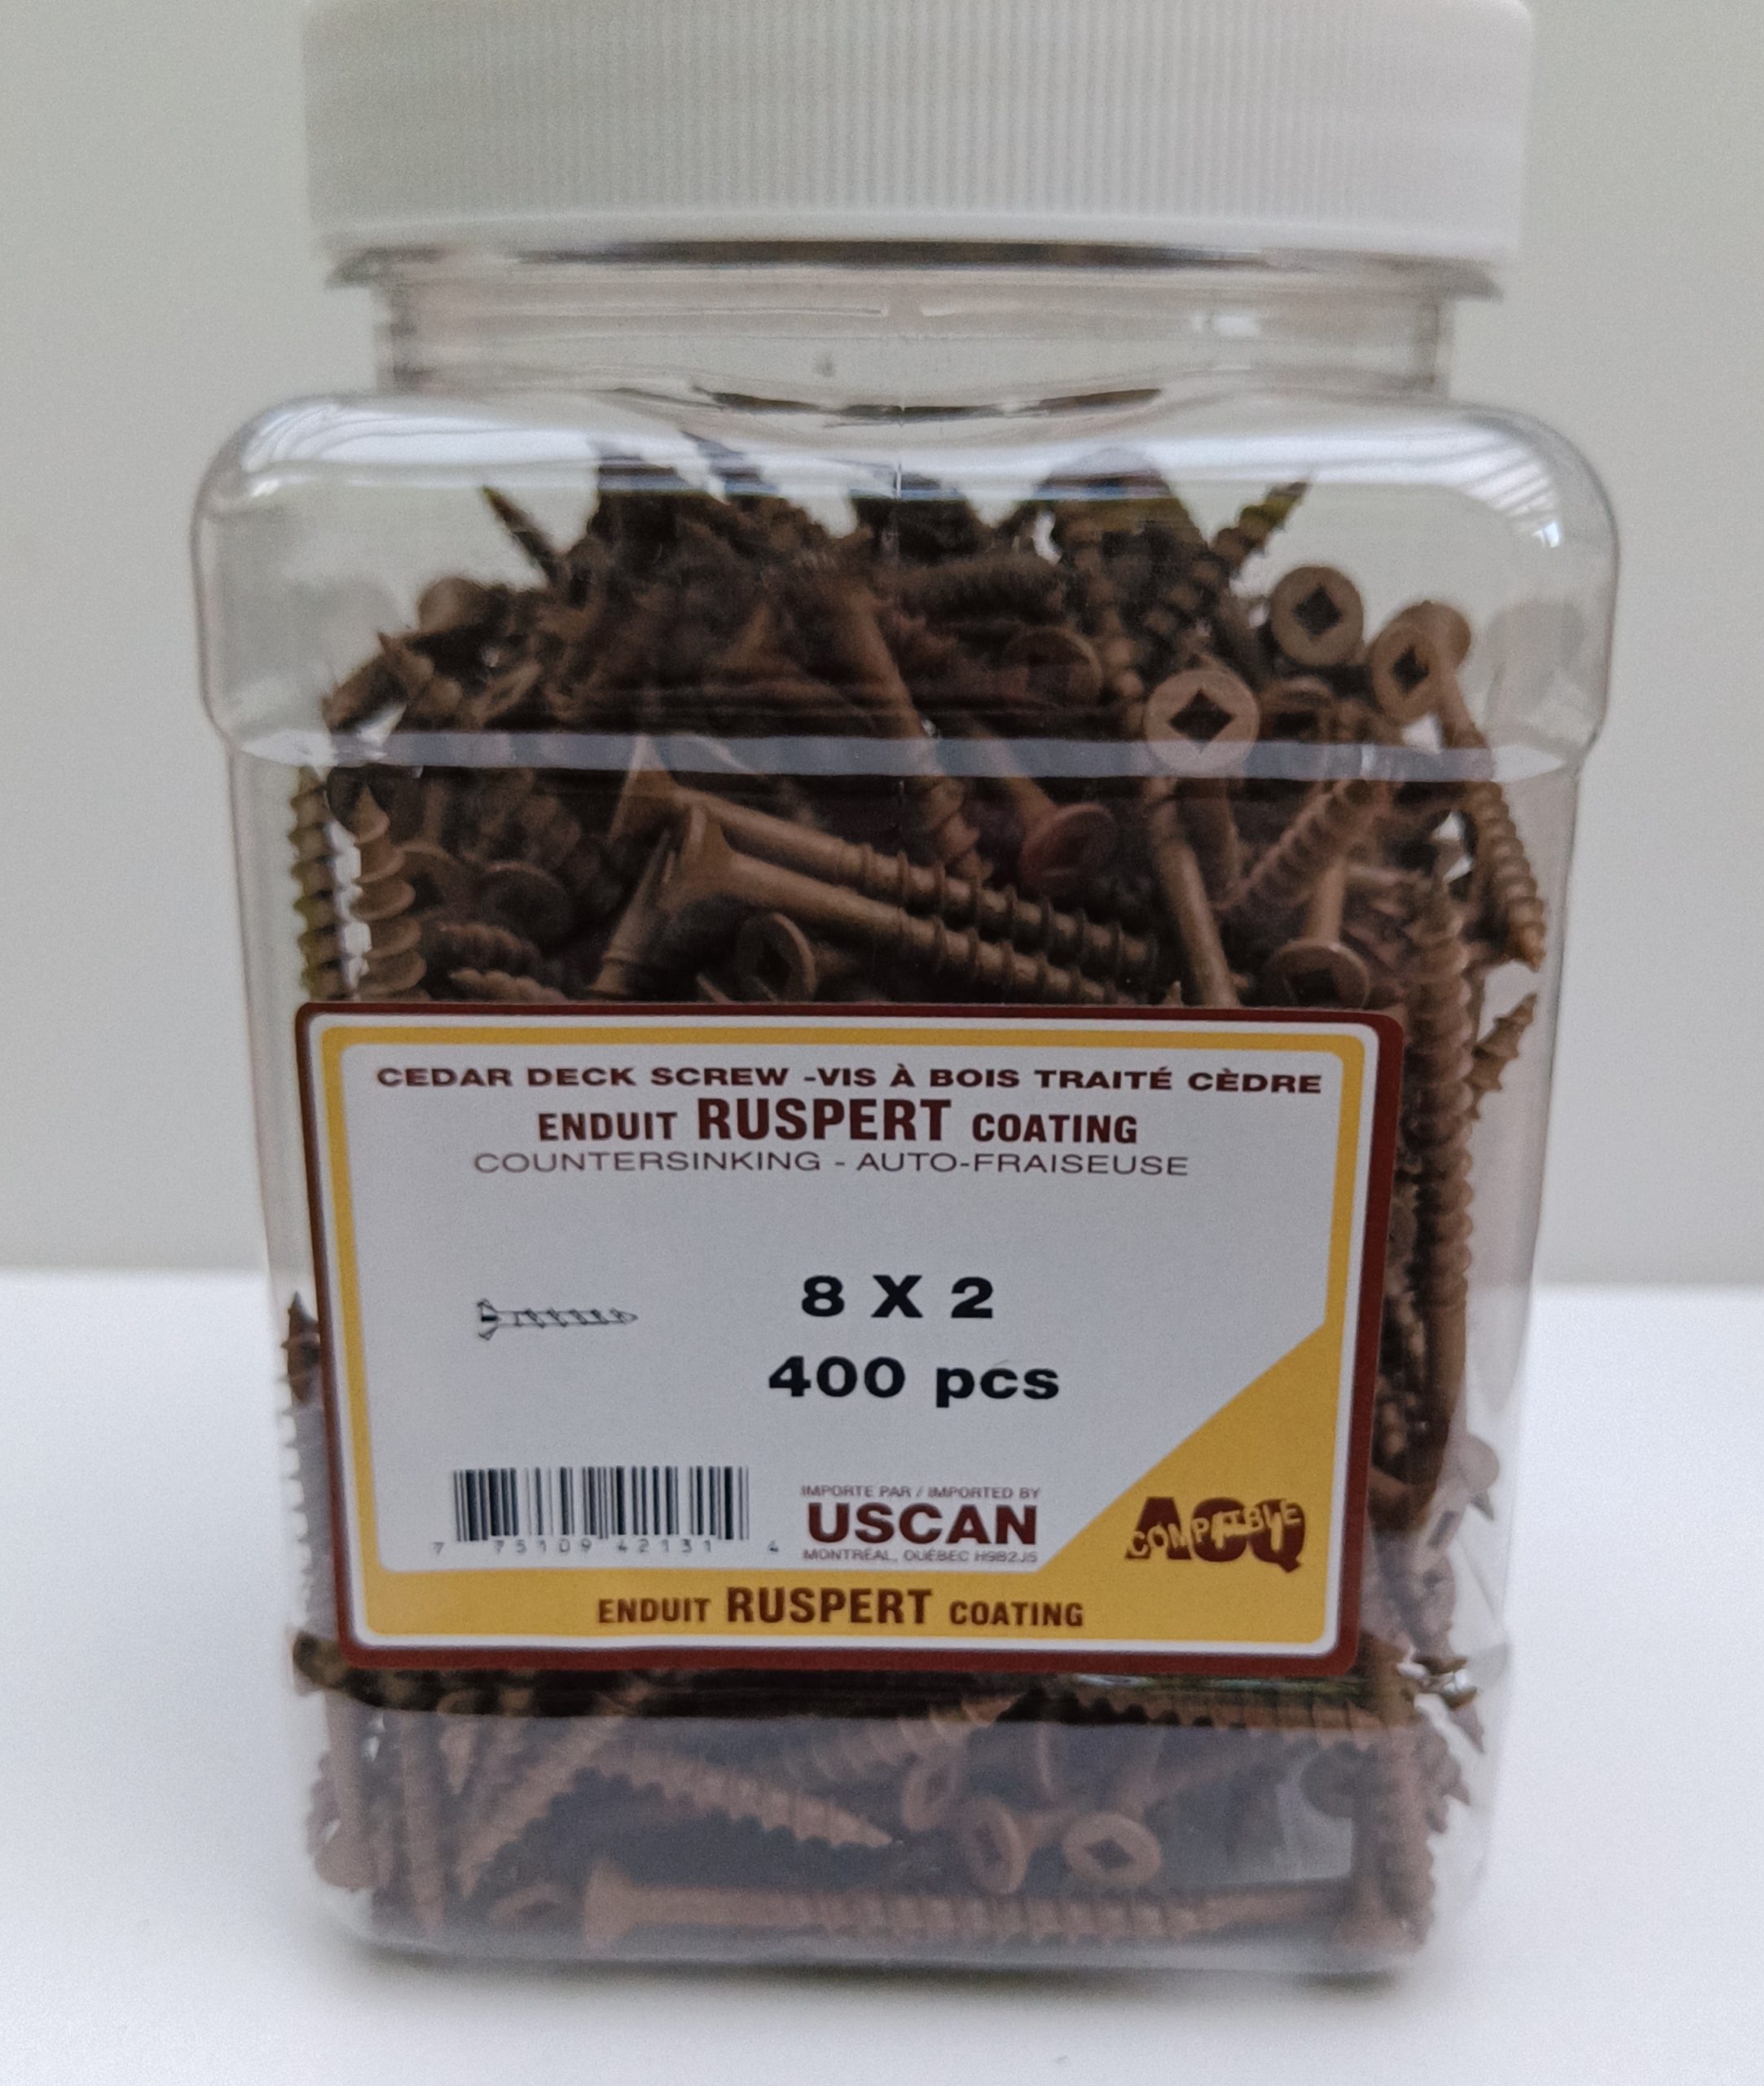 CEDAR DECK SCREW -VIS À BOIS TRAITÉ CÈDRE
ENDUIT RUSPERT COATING
COUNTERSINKING - AUTO-FRAISEUSE
8 X 2
400 pcs
7 75109 42131 4
IMPORTE PAR / IMPORTED BY
USCAN
MONTRÉAL, QUÉBEC H9B2J5
ACQ
COMPATIBLE
ENDUIT RUSPERT COATING